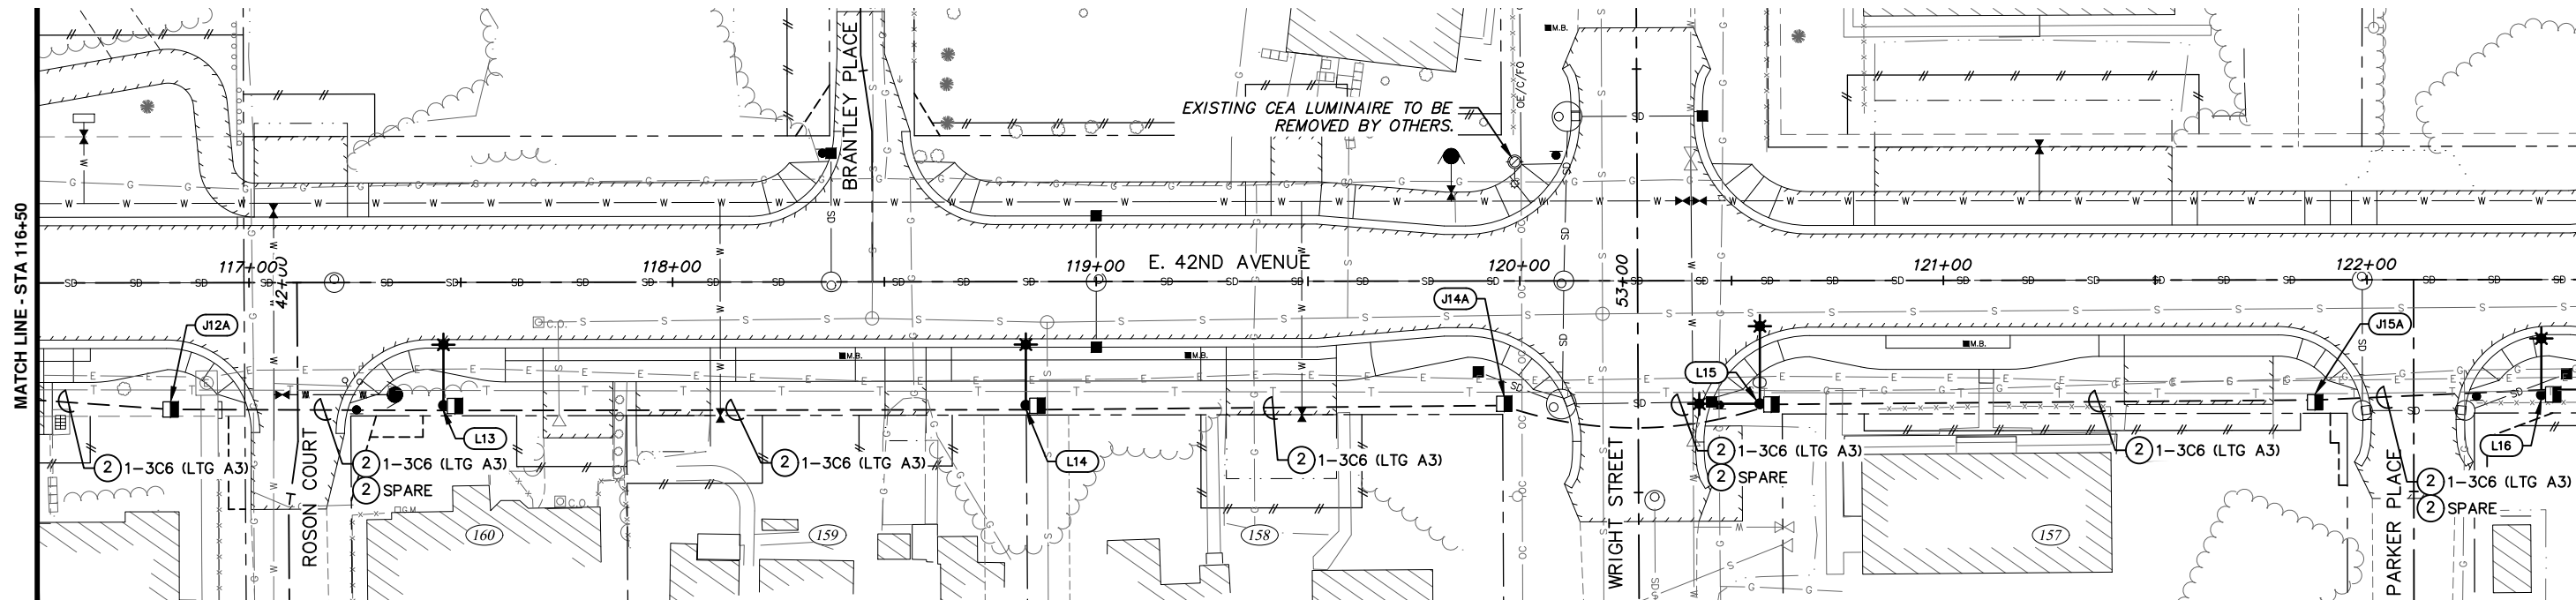 MATCH LINE - STA 116+50
BRANTLEY PLACE
EXISTING CEA LUMINAIRE TO BE
REMOVED BY OTHERS.
OE/C/FO
M.B.
117+00
42+00
118+00
119+00
E. 42ND AVENUE
120+00
53+00
121+00
122+00
J12A
J14A
J15A
C.O.
M.B.
M.B.
M.B.
L13
L14
L15
L16
2 1-3C6 (LTG A3)
2 1-3C6 (LTG A3)
2 SPARE
2 1-3C6 (LTG A3)
2 1-3C6 (LTG A3)
2 1-3C6 (LTG A3)
2 SPARE
2 1-3C6 (LTG A3)
2 1-3C6 (LTG A3)
2 SPARE
ROSON COURT
C.O.
G.M.
160
159
158
WRIGHT STREET
157
PARKER PLACE